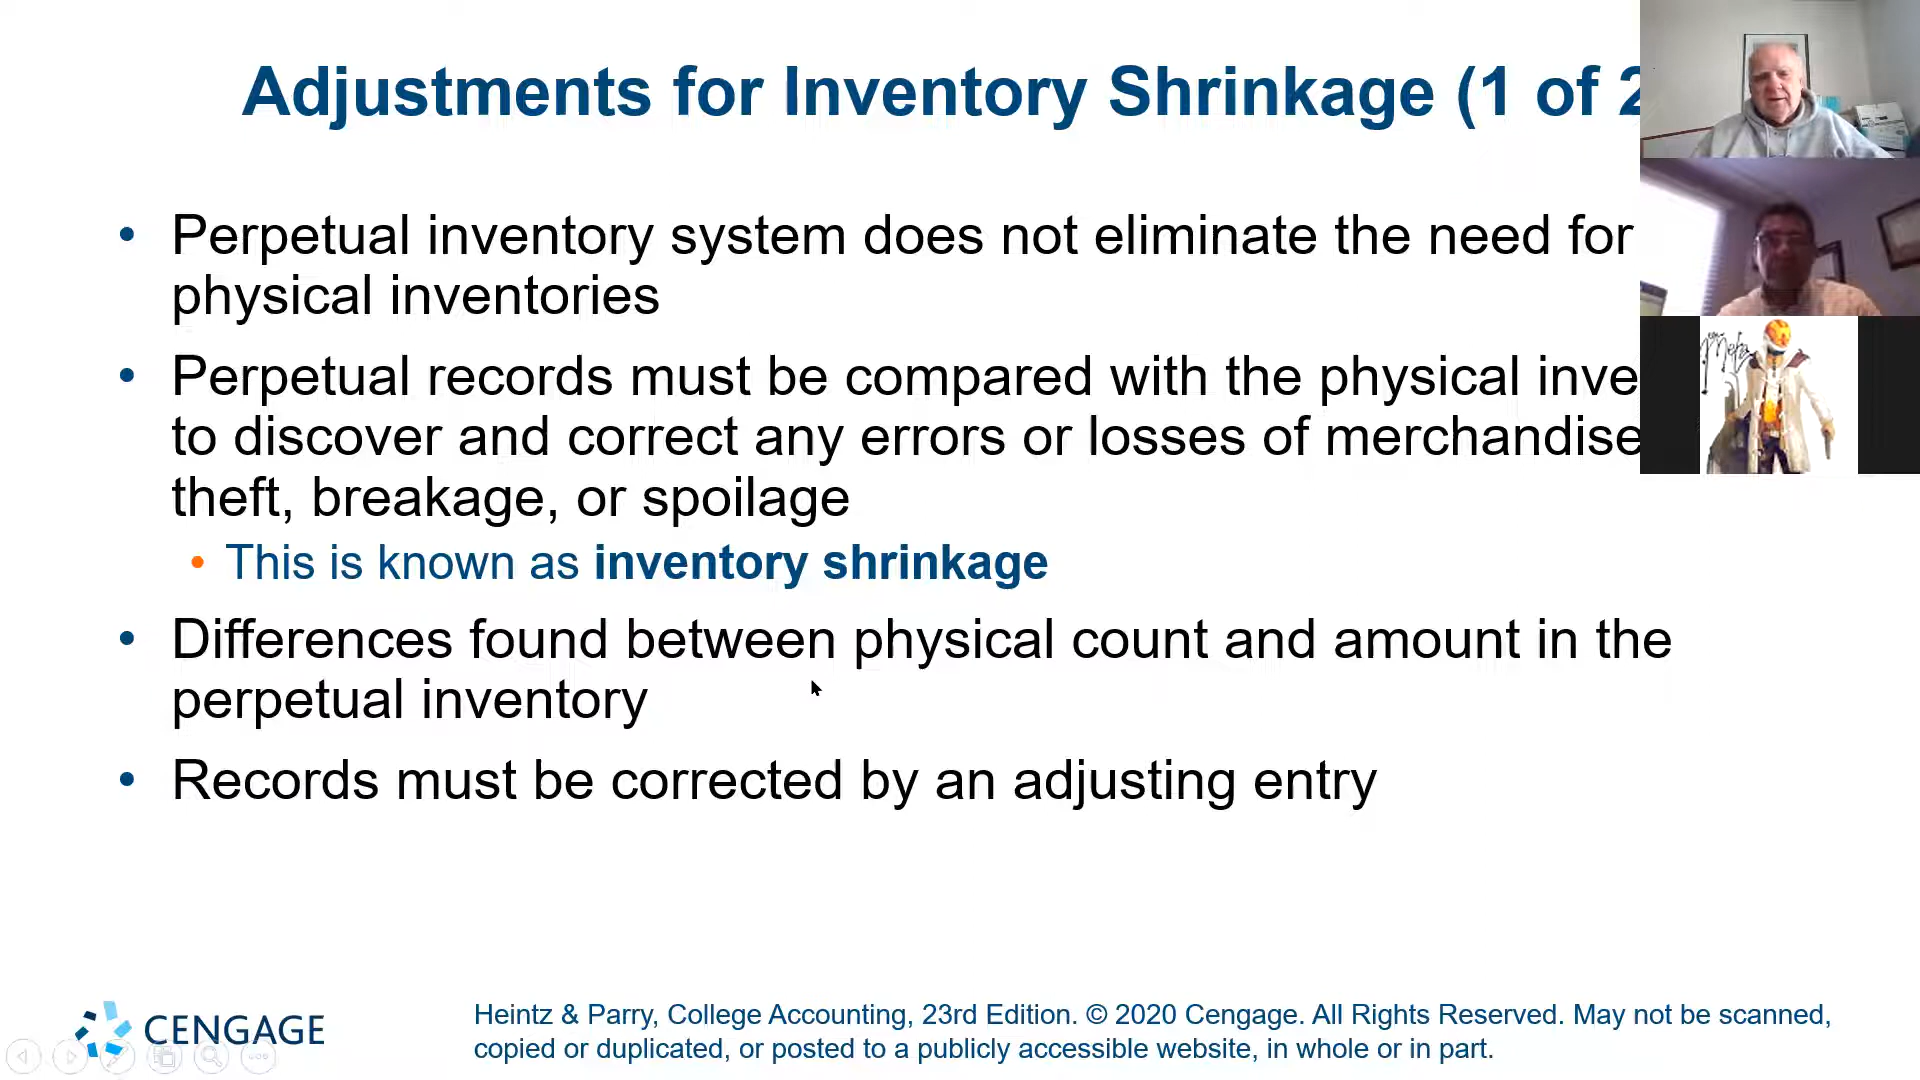 Adjustments for Inventory Shrinkage (1 of 2
• Perpetual inventory system does not eliminate the need for
physical inventories
• Perpetual records must be compared with the physical inve
to discover and correct any errors or losses of merchandise
theft, breakage, or spoilage
• This is known as inventory shrinkage
• Differences found between physical count and amount in the
perpetual inventory
• Records must be corrected by an adjusting entry
CENGAGE
Heintz & Parry, College Accounting, 23rd Edition. © 2020 Cengage. All Rights Reserved. May not be scanned,
copied or duplicated, or posted to a publicly accessible website, in whole or in part.